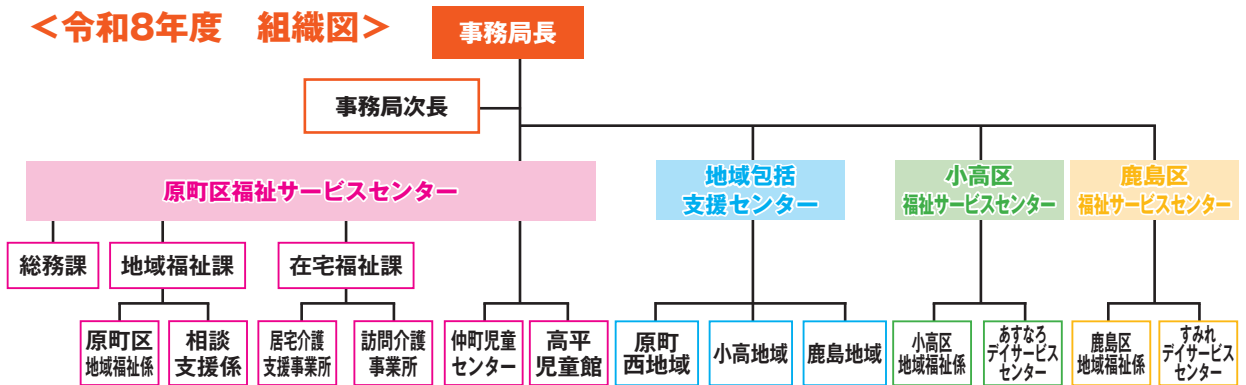 ＜令和8年度　組織図＞
事務局長
事務局次長
原町区福祉サービスセンター
地域包括
支援センター
小高区
福祉サービスセンター
鹿島区
福祉サービスセンター
総務課
地域福祉課
在宅福祉課
原町区
地域福祉係
相談
支援係
居宅介護
支援事業所
訪問介護
事業所
仲町児童
センター
高平
児童館
原町
西地域
小高地域
鹿島地域
小高区
地域福祉係
あすなろ
デイサービス
センター
鹿島区
地域福祉係
すみれ
デイサービス
センター